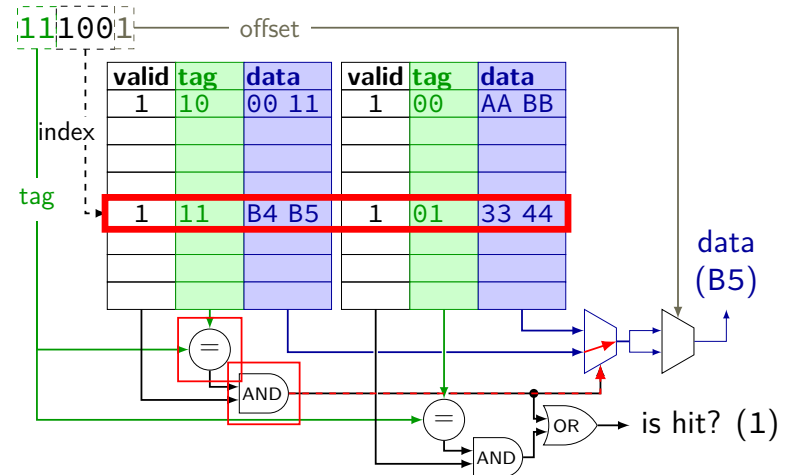 111001
offset
valid tag data valid tag data
1 10 00 11 1 00 AA BB
index
tag
1 11 B4 B5 1 01 33 44
data
(B5)
=
AND
=
OR
is hit? (1)
AND